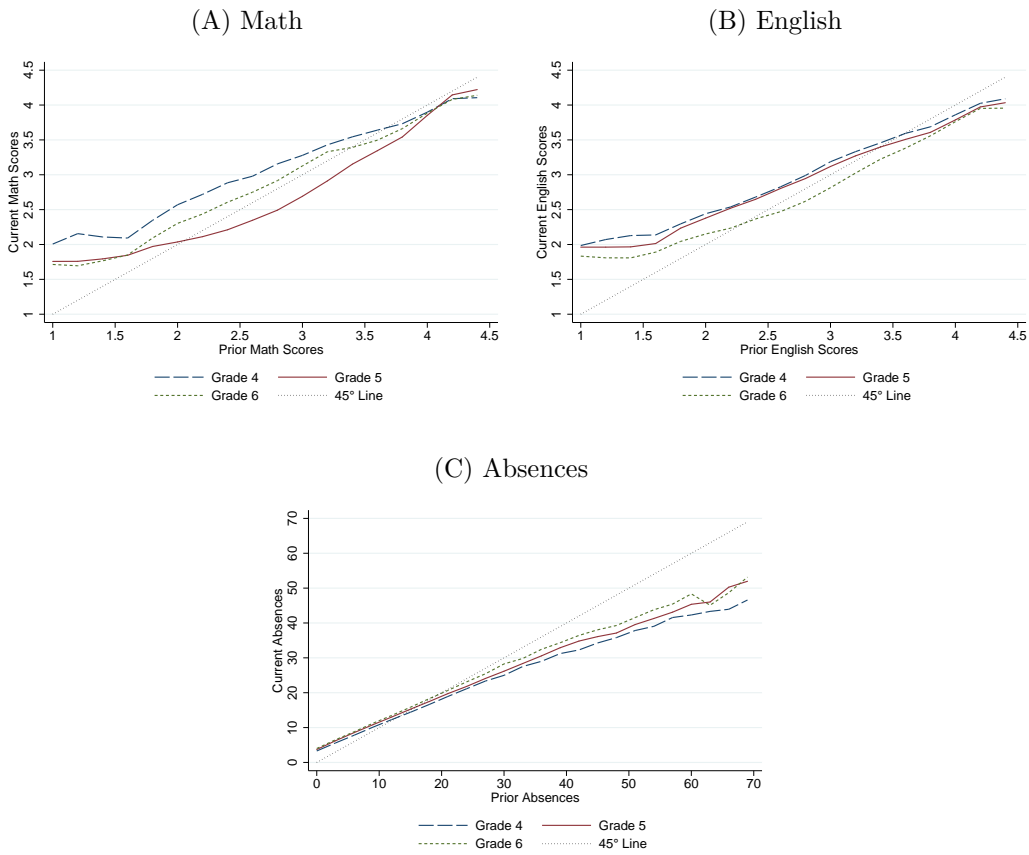 (A) Math
(B) English
Current Math Scores
4.5
4
3.5
3
2.5
2
1.5
1
1 1.5 2 2.5 3 3.5 4 4.5
Prior Math Scores
Grade 4 Grade 5
Grade 6 45° Line
Current English Scores
4.5
4
3.5
3
2.5
2
1.5
1
1 1.5 2 2.5 3 3.5 4 4.5
Prior English Scores
Grade 4 Grade 5
Grade 6 45° Line
(C) Absences
Current Absences
70
60
50
40
30
20
10
0
0 10 20 30 40 50 60 70
Prior Absences
Grade 4 Grade 5
Grade 6 45° Line